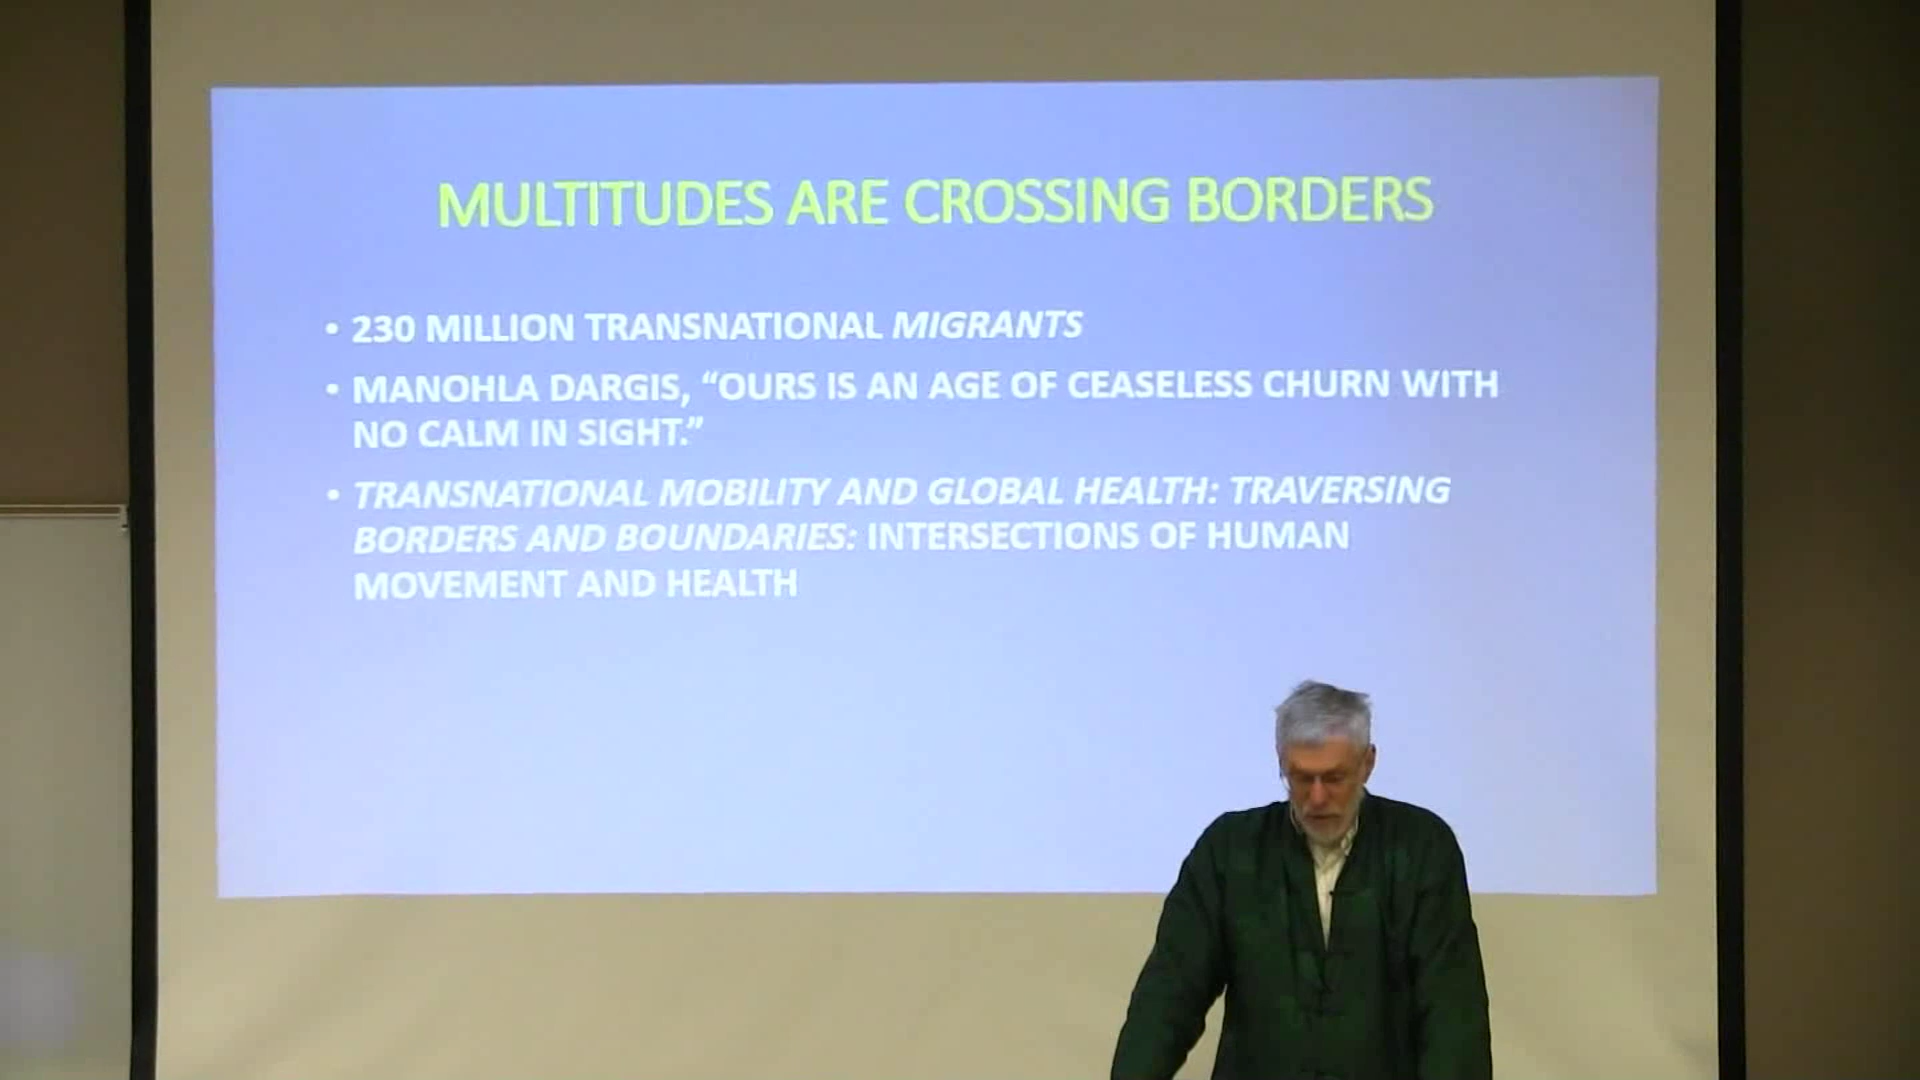 MULTITUDES ARE CROSSING BORDERS
• 230 MILLION TRANSNATIONAL MIGRANTS
• MANOHLA DARGIS, “OURS IS AN AGE OF CEASELESS CHURN WITH
NO CALM IN SIGHT.”
• TRANSNATIONAL MOBILITY AND GLOBAL HEALTH: TRAVERSING
BORDERS AND BOUNDARIES: INTERSECTIONS OF HUMAN
MOVEMENT AND HEALTH